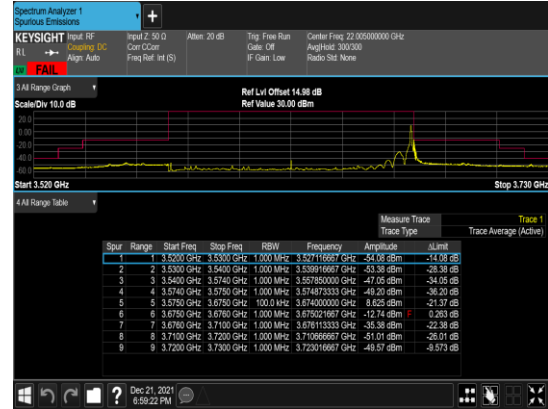 Spectrum Analyzer 1
Spurious Emissions
KEYSIGHT
Input: RF
Coupling: DC
Align: Auto
Input Z: 50 Ω
Corr CCorr
Freq Ref: Int (S)
Atten: 20 dB
Trig: Free Run
Gate: Off
IF Gain: Low
Center Freq: 22.005000000 GHz
Avg|Hold: 300/300
Radio Std: None
RL
LXI FAIL
3 All Range Graph
Scale/Div 10.0 dB
Ref Lvl Offset 14.98 dB
Ref Value 30.00 dBm
20.0
0.00
-20.0
-40.0
-60.0
Start 3.520 GHz
Stop 3.730 GHz
4 All Range Table
Measure Trace Trace 1
Trace Type Trace Average (Active)
Spur Range Start Freq Stop Freq RBW Frequency Amplitude ΔLimit
1 1 3.5200 GHz 3.5300 GHz 1.000 MHz 3.527116667 GHz -54.08 dBm -14.08 dB
2 2 3.5300 GHz 3.5400 GHz 1.000 MHz 3.539916667 GHz -53.38 dBm -28.38 dB
3 3 3.5400 GHz 3.5740 GHz 1.000 MHz 3.557850000 GHz -47.05 dBm -34.05 dB
4 4 3.5740 GHz 3.5750 GHz 1.000 MHz 3.574873333 GHz -49.20 dBm -36.20 dB
5 5 3.5750 GHz 3.6750 GHz 100.0 kHz 3.674000000 GHz 8.625 dBm -21.37 dB
6 6 3.6750 GHz 3.6760 GHz 1.000 MHz 3.675021667 GHz -12.74 dBm F 0.263 dB
7 7 3.6760 GHz 3.7100 GHz 1.000 MHz 3.676113333 GHz -35.38 dBm -22.38 dB
8 8 3.7100 GHz 3.7200 GHz 1.000 MHz 3.710666667 GHz -51.01 dBm -26.01 dB
9 9 3.7200 GHz 3.7300 GHz 1.000 MHz 3.723016667 GHz -49.57 dBm -9.573 dB
Dec 21, 2021
6:59:22 PM